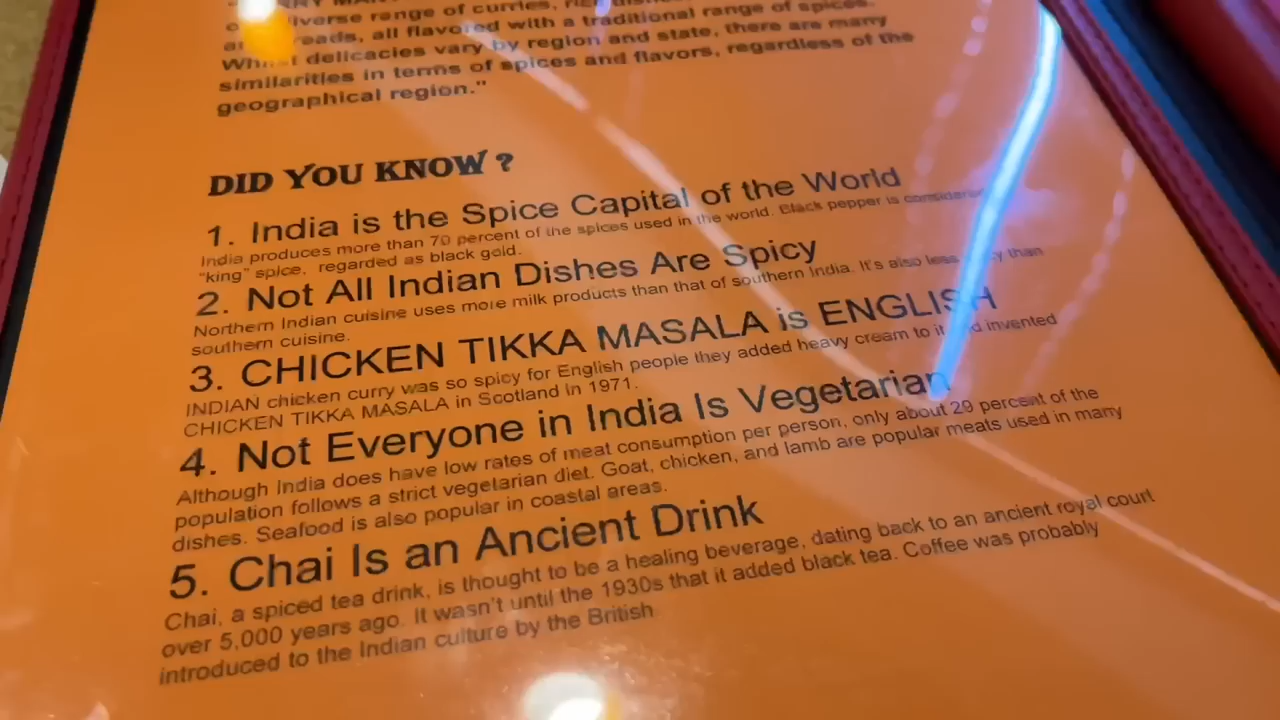 iverse range of curries,
eads, all flavored with a traditional range of spices.
delicacies vary by region and state, there are many
similarities in terms of spices and flavors, regardless of the
geographical region."
DID YOU KNOW?
1. India is the Spice Capital of the World
India produces more than 70 percent of the spices used in the world. Black pepper is
"king" spice, regarded as black gold.
2. Not All Indian Dishes Are Spicy
Northern Indian cuisine uses more milk products than that of southern India. It's also less than
southern cuisine.
3. CHICKEN TIKKA MASALA is ENGLISH
INDIAN chicken curry was so spicy for English people they added heavy cream to it invented
CHICKEN TIKKA MASALA in Scotland in 1971.
4. Not Everyone in India Is Vegetarian
Although India does have low rates of meat consumption per person, only about 29 percent of the
population follows a strict vegetarian diet. Goat, chicken, and lamb are popular meats used in many
dishes. Seafood is also popular in coastal areas.
5. Chai Is an Ancient Drink
Chai, a spiced tea drink, is thought to be a healing beverage, dating back to an ancient royal court
over 5,000 years ago. It wasn't until the 1930s that it added black tea. Coffee was probably
introduced to the Indian culture by the British